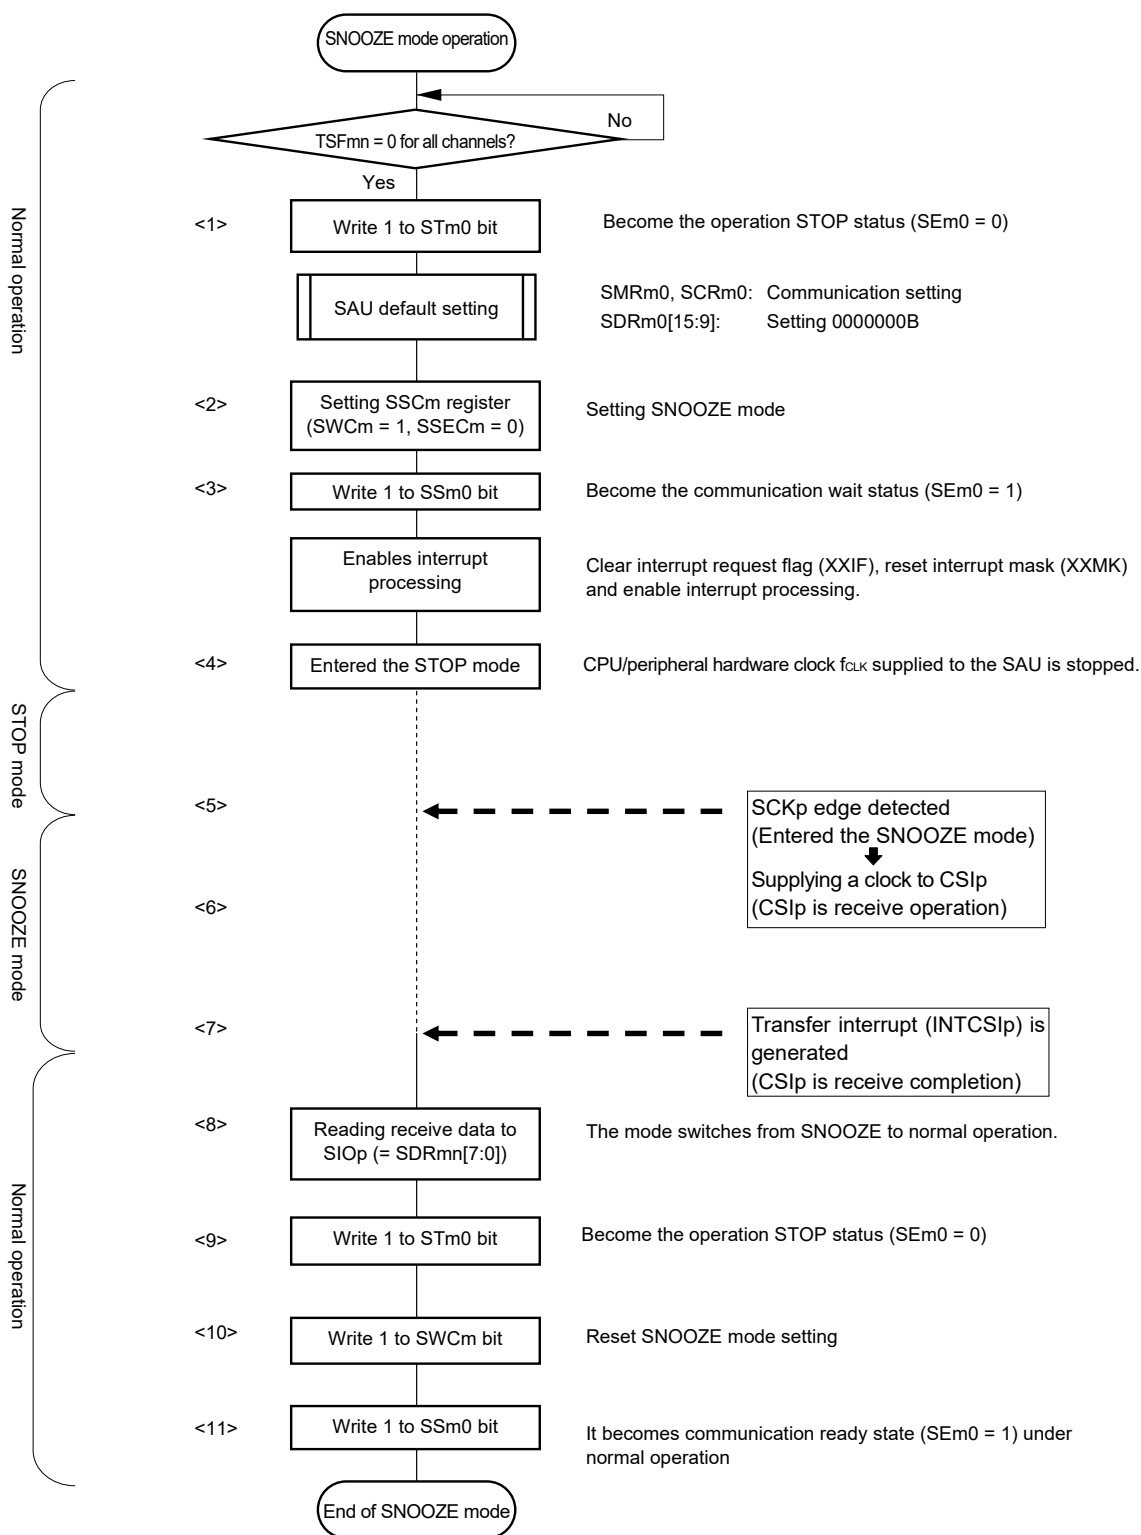 SNOOZE mode operation
No
TSFmn = 0 for all channels?
Yes
Normal operation
<1>
Write 1 to STm0 bit
Become the operation STOP status (SEm0 = 0)
SAU default setting
SMRm0, SCRm0: Communication setting
SDRm0[15:9]: Setting 0000000B
<2>
Setting SSCm register
(SWCm = 1, SSECm = 0)
Setting SNOOZE mode
<3>
Write 1 to SSm0 bit
Become the communication wait status (SEm0 = 1)
Enables interrupt
processing
Clear interrupt request flag (XXIF), reset interrupt mask (XXMK)
and enable interrupt processing.
<4>
Entered the STOP mode
CPU/peripheral hardware clock fCLK supplied to the SAU is stopped.
STOP mode
<5>
SCKp edge detected
(Entered the SNOOZE mode)
Supplying a clock to CSIp
(CSIp is receive operation)
SNOOZE mode
<6>
<7>
Transfer interrupt (INTCSIp) is
generated
(CSIp is receive completion)
Normal operation
<8>
Reading receive data to
SIOp (= SDRmn[7:0])
The mode switches from SNOOZE to normal operation.
<9>
Write 1 to STm0 bit
Become the operation STOP status (SEm0 = 0)
<10>
Write 1 to SWCm bit
Reset SNOOZE mode setting
<11>
Write 1 to SSm0 bit
It becomes communication ready state (SEm0 = 1) under
normal operation
End of SNOOZE mode